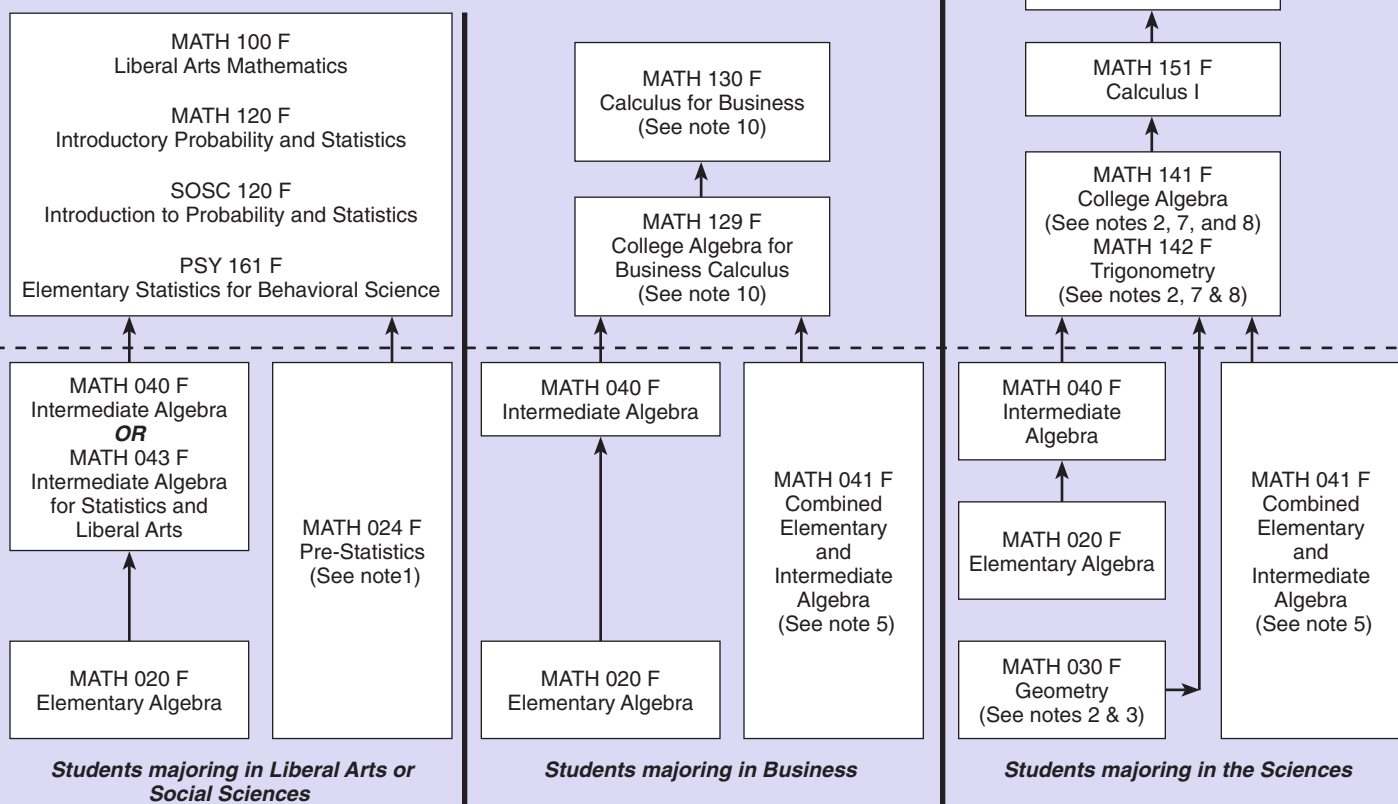 MATH 100 F
Liberal Arts Mathematics
MATH 120 F
Introductory Probability and Statistics
SOSC 120 F
Introduction to Probability and Statistics
PSY 161 F
Elementary Statistics for Behavioral Science
MATH 040 F
Intermediate Algebra
OR
MATH 043 F
Intermediate Algebra
for Statistics and
Liberal Arts
MATH 024 F
Pre-Statistics
(See note1)
MATH 020 F
Elementary Algebra
Students majoring in Liberal Arts or
Social Sciences
MATH 130 F
Calculus for Business
(See note 10)
MATH 129 F
College Algebra for
Business Calculus
(See note 10)
MATH 040 F
Intermediate Algebra
MATH 041 F
Combined
Elementary
and
Intermediate
Algebra
(See note 5)
MATH 020 F
Elementary Algebra
Students majoring in Business
MATH 151 F
Calculus I
MATH 141 F
College Algebra
(See notes 2, 7, and 8)
MATH 142 F
Trigonometry
(See notes 2, 7 & 8)
MATH 040 F
Intermediate
Algebra
MATH 020 F
Elementary Algebra
MATH 041 F
Combined
Elementary
and
Intermediate
Algebra
(See note 5)
MATH 030 F
Geometry
(See notes 2 & 3)
Students majoring in the Sciences